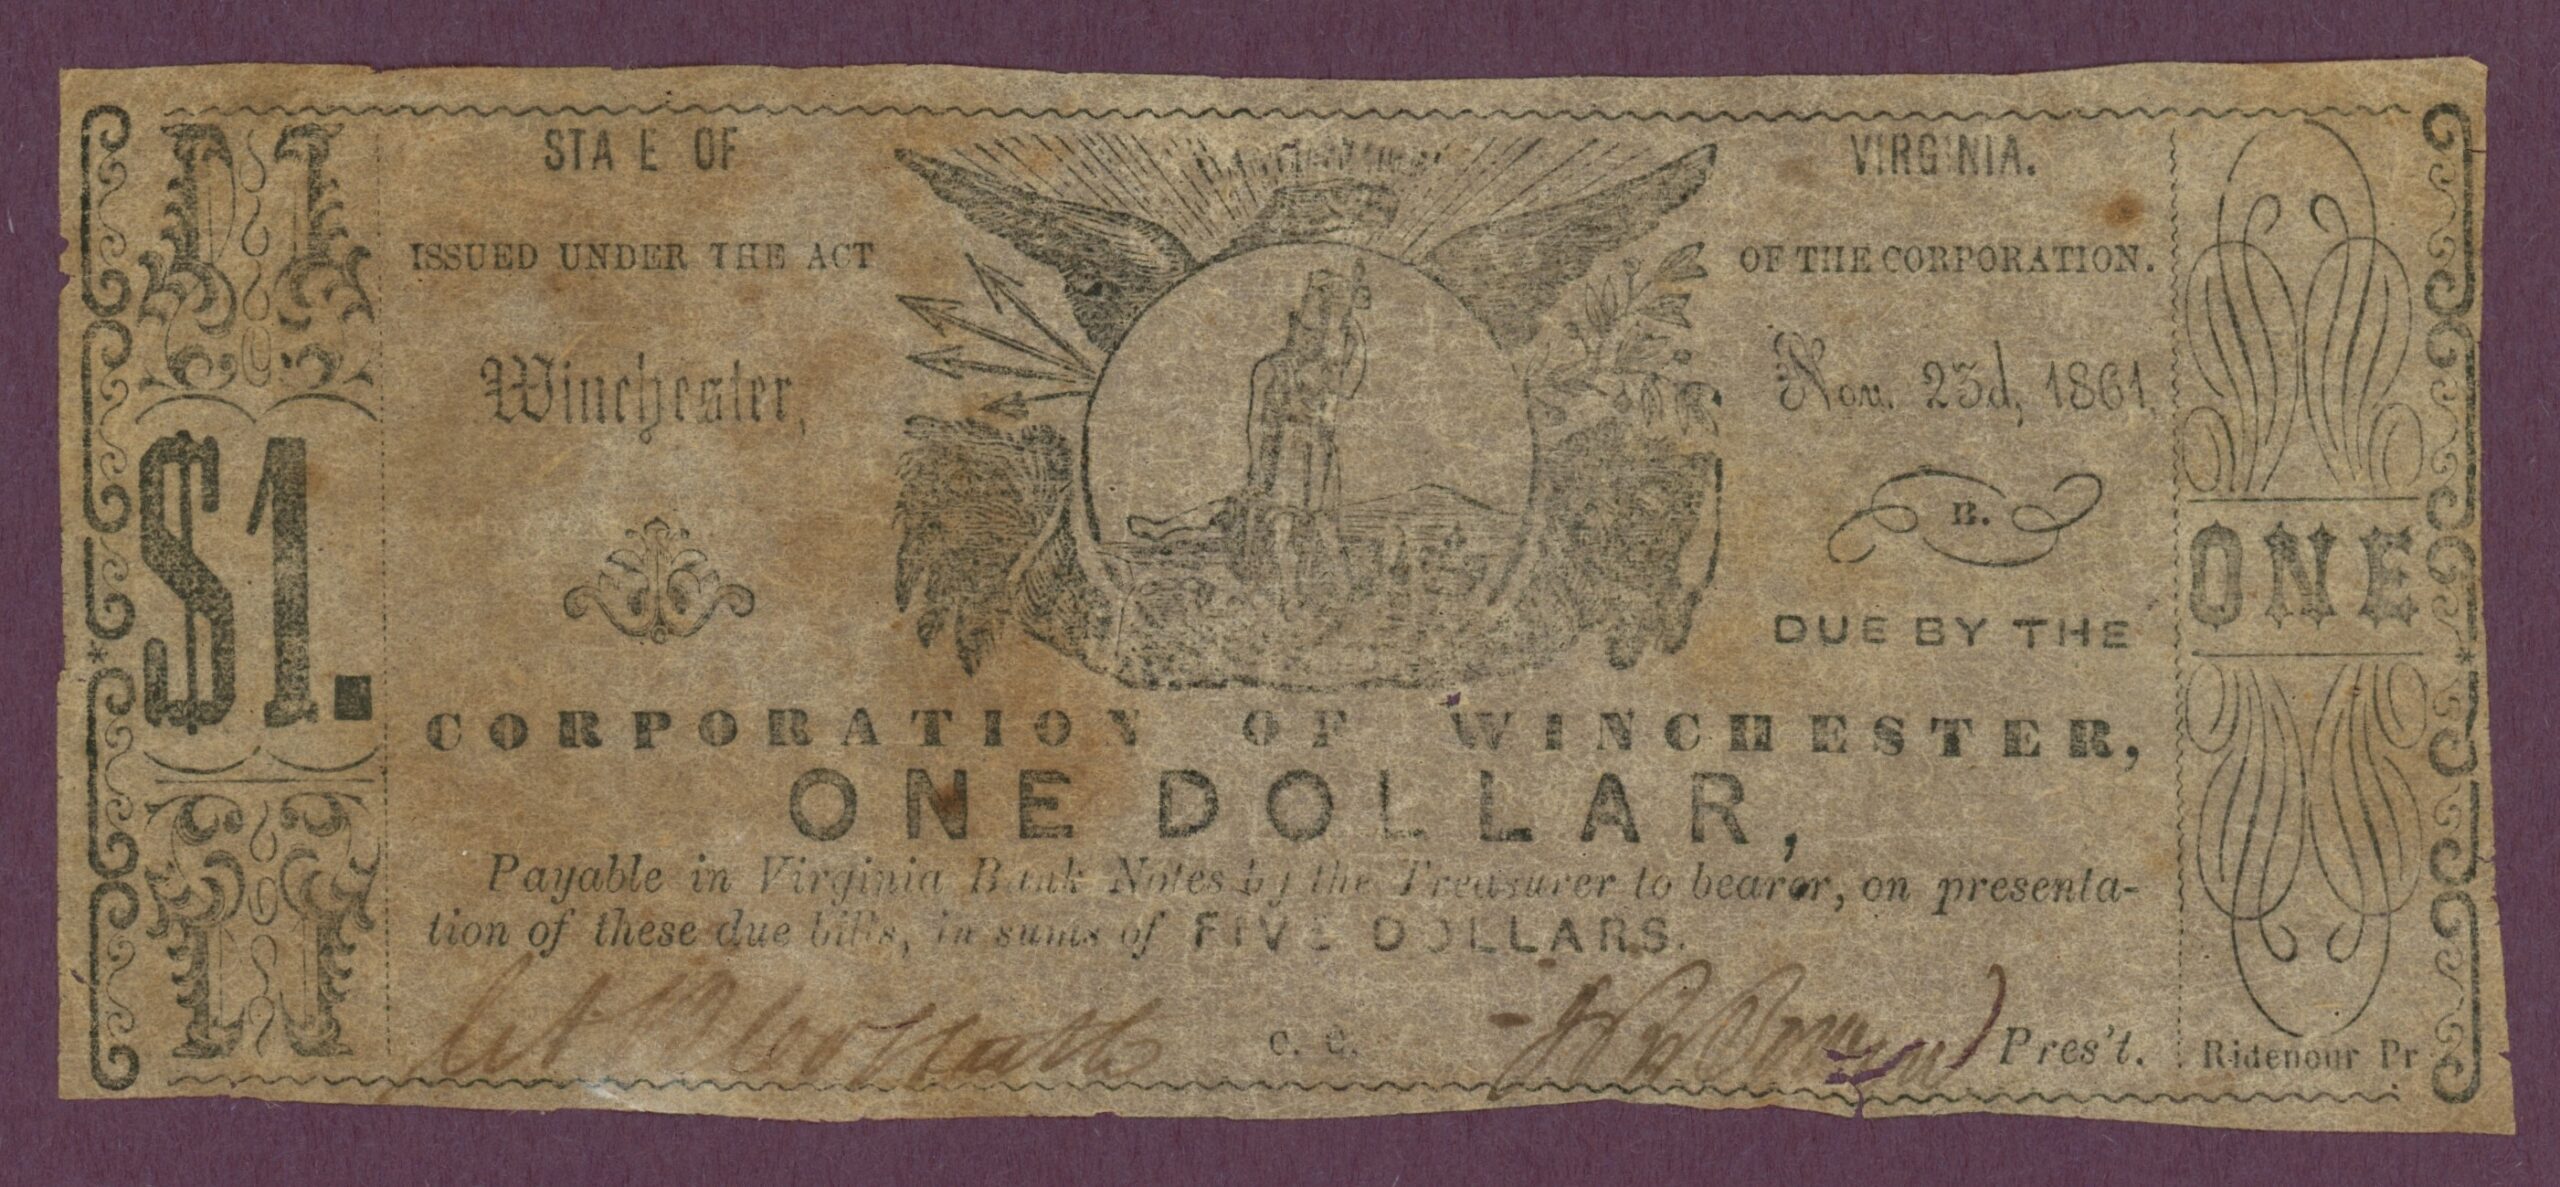 STA E OF
VIRGINIA.
ISSUED UNDER THE ACT
OF THE CORPORATION.
Winchester,
Nov. 23d, 1861,
$1.
B.
ONE
DUE BY THE
CORPORATION OF WINCHESTER,
ONE DOLLAR,
Payable in Virginia Bank Notes by the Treasurer to bearer, on presenta-
tion of these due bills, in sums of FIVE DOLLARS.
C. C.
Pres't.
Ridenour Pr